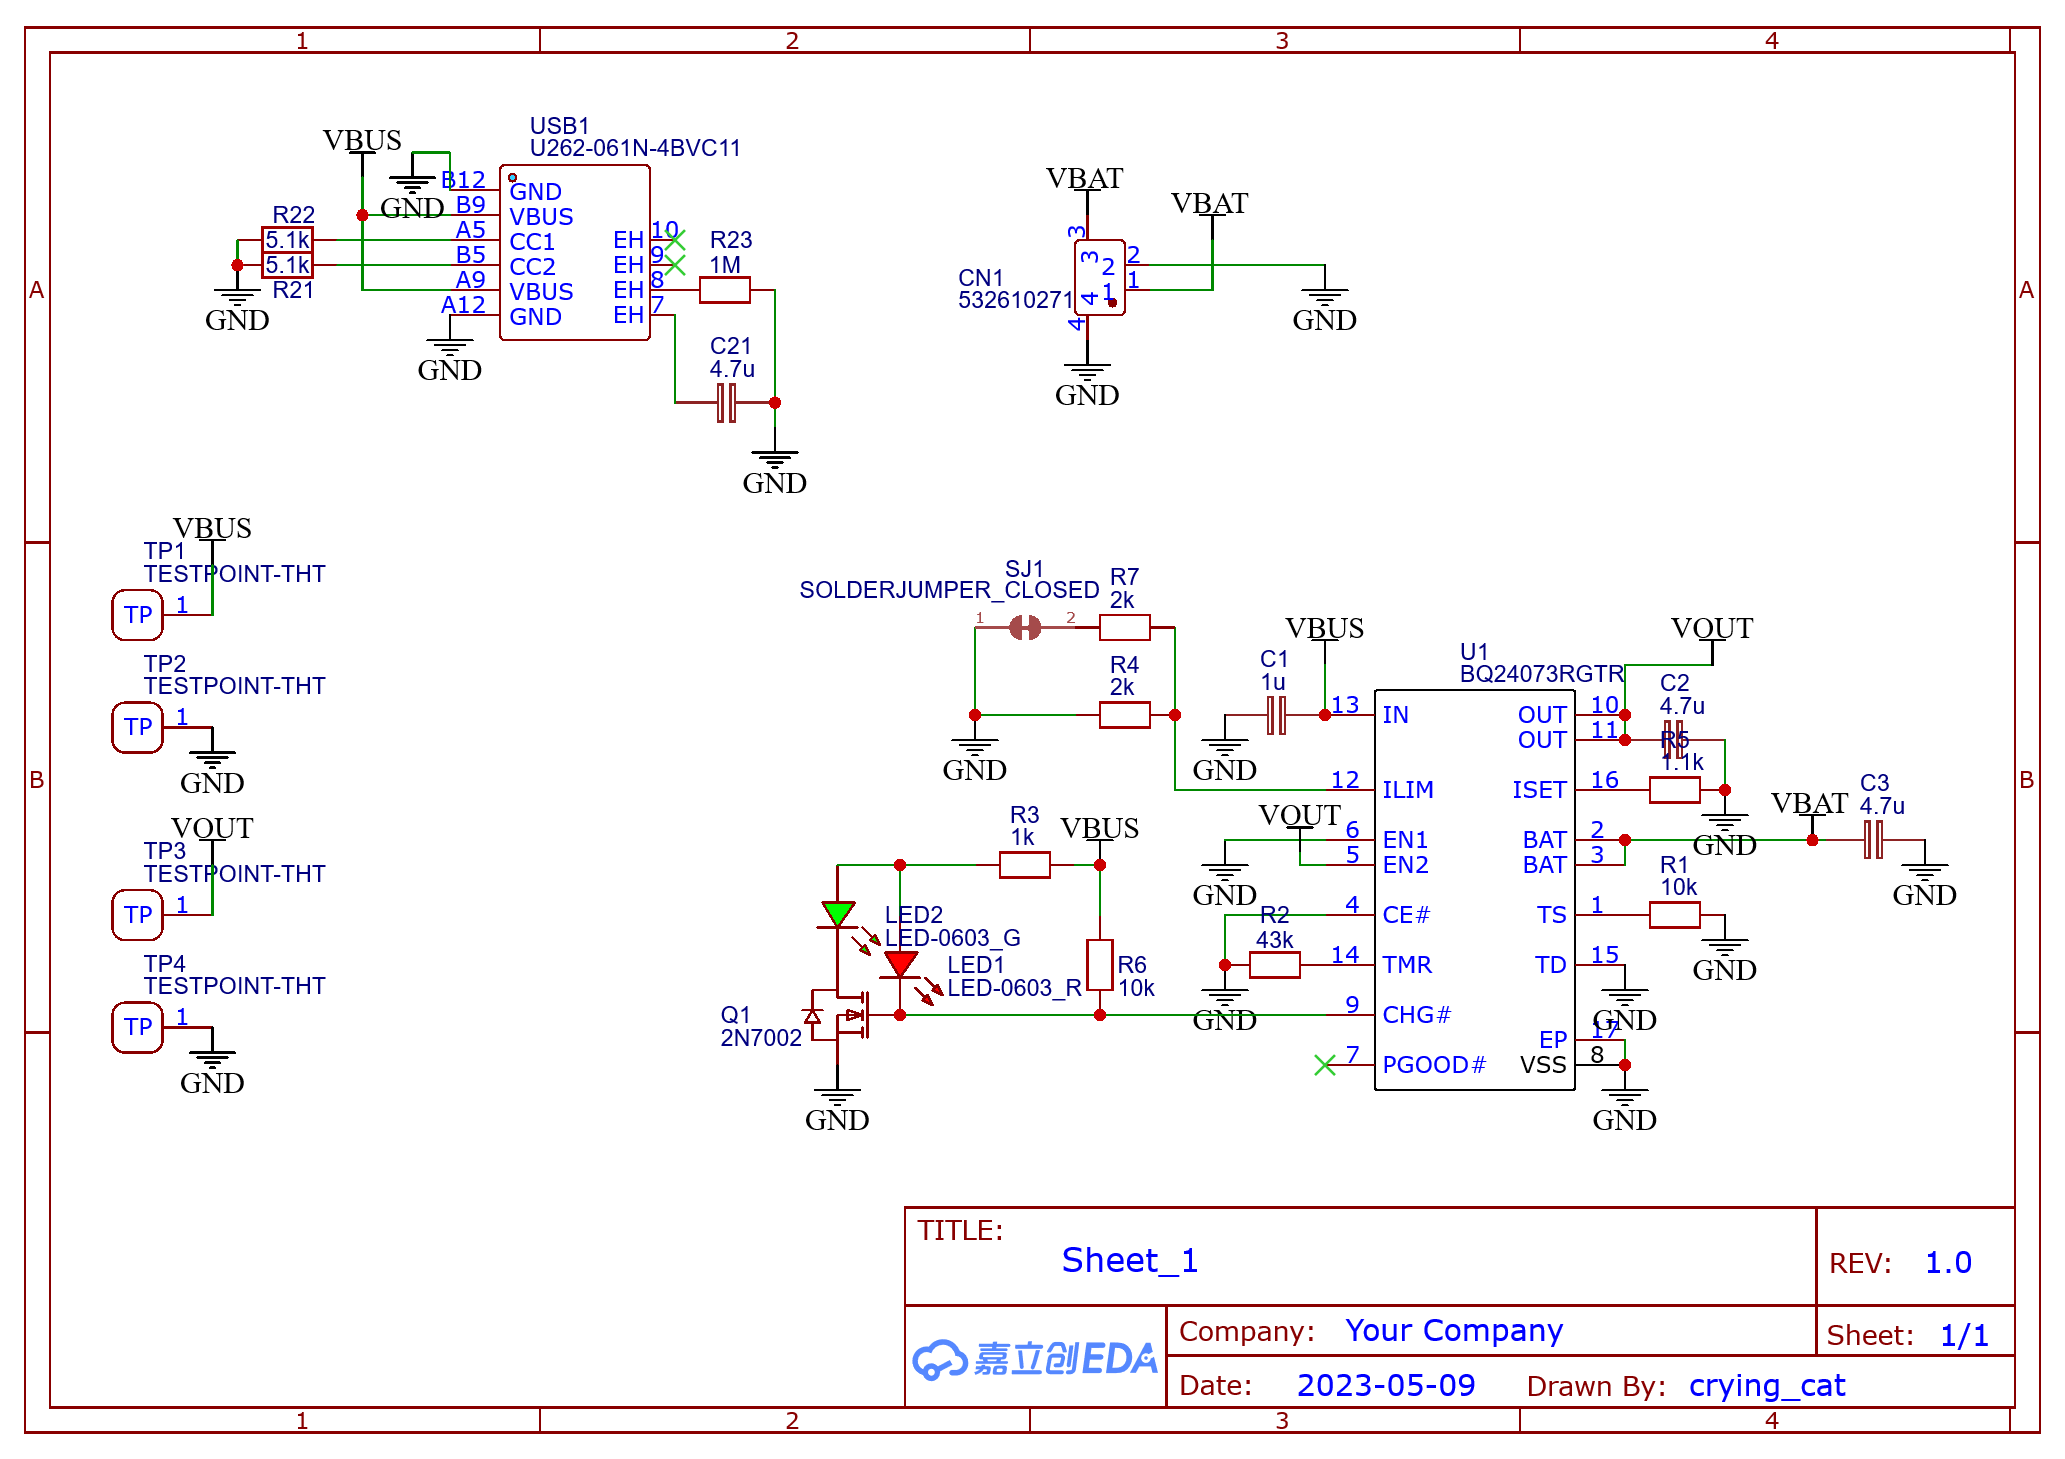 1 2 3 4
A A
B B
VBUS
USB1
U262-061N-4BVC11
GND
B12 GND
B9 VBUS
A5 CC1
B5 CC2
A9 VBUS
A12 GND
EH 10
EH 9
EH 8
EH 7
R22
5.1k
5.1k
R21
GND
GND
R23
1M
C21
4.7u
GND
VBAT
VBAT
CN1
532610271
3 3
2 2
1 1
4 4
GND
GND
VBUS
TP1
TESTPOINT-THT
TP 1
TP2
TESTPOINT-THT
TP 1
GND
VOUT
TP3
TESTPOINT-THT
TP 1
TP4
TESTPOINT-THT
TP 1
GND
SJ1
SOLDERJUMPER_CLOSED
1 2
R7
2k
R4
2k
GND
C1
1u
VBUS
GND
U1
BQ24073RGTR
13 IN
12 ILIM
6 EN1
5 EN2
4 CE#
14 TMR
9 CHG#
7 PGOOD#
OUT 10
OUT 11
ISET 16
BAT 2
BAT 3
TS 1
TD 15
EP 17
VSS 8
VOUT
C2
4.7u
R5
1.1k
GND
VBAT
C3
4.7u
GND
R1
10k
GND
GND
GND
VOUT
GND
R2
43k
GND
R3
1k
VBUS
LED2
LED-0603_G
LED1
LED-0603_R
R6
10k
Q1
2N7002
GND
TITLE:
Sheet_1
REV: 1.0
嘉立创EDA
Company: Your Company
Sheet: 1/1
Date: 2023-05-09 Drawn By: crying_cat
1 2 3 4